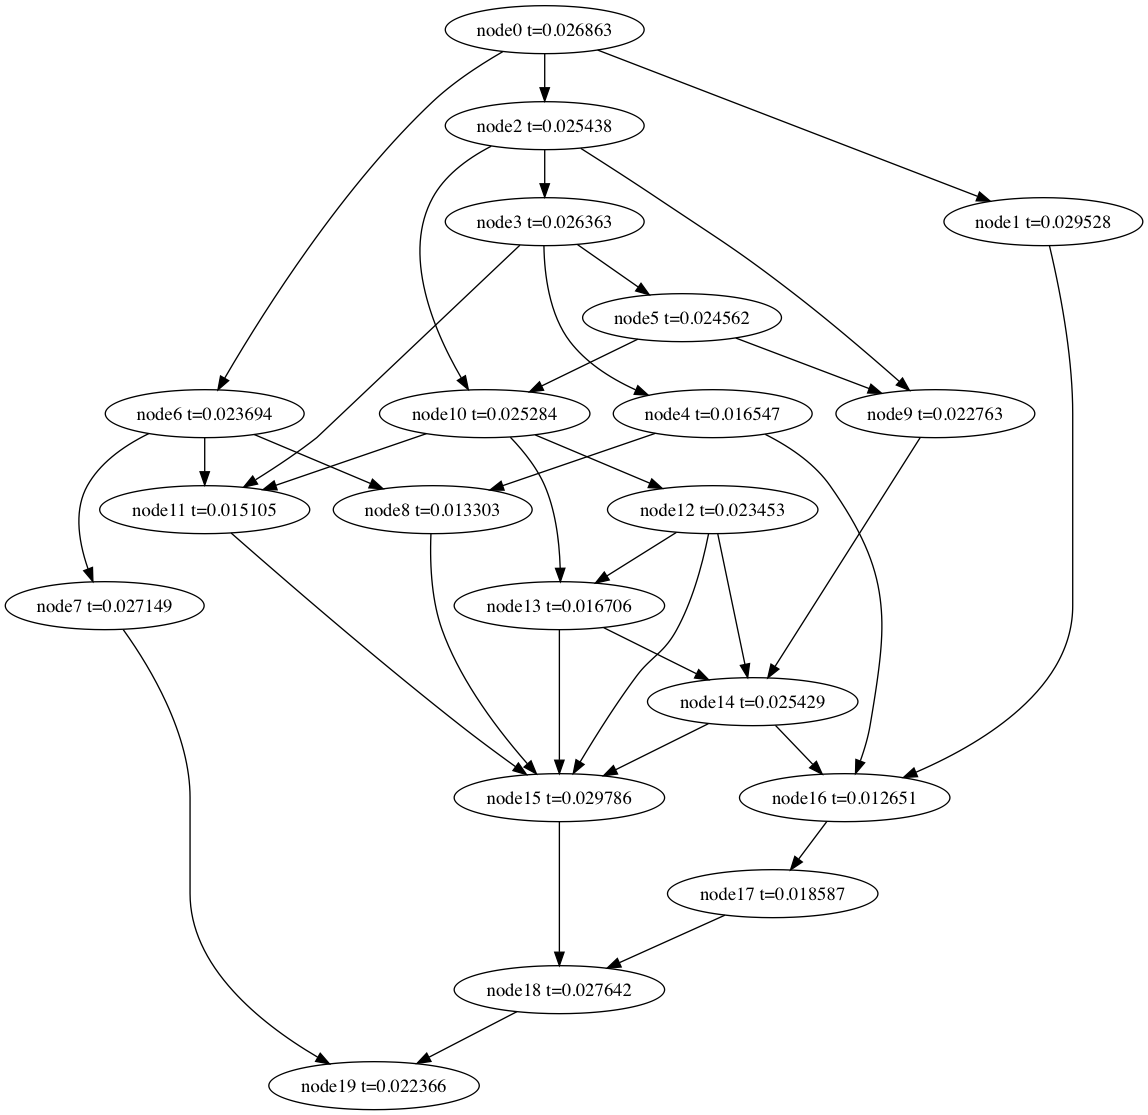 node0 t=0.026863
node2 t=0.025438
node3 t=0.026363
node1 t=0.029528
node5 t=0.024562
node6 t=0.023694
node10 t=0.025284
node4 t=0.016547
node9 t=0.022763
node11 t=0.015105
node8 t=0.013303
node12 t=0.023453
node7 t=0.027149
node13 t=0.016706
node14 t=0.025429
node15 t=0.029786
node16 t=0.012651
node17 t=0.018587
node18 t=0.027642
node19 t=0.022366